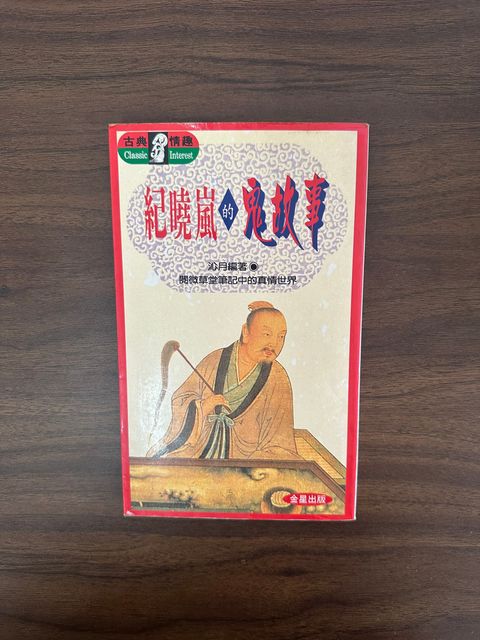 古典情趣
Classic Interest
紀曉嵐的鬼故事
沁月編著◉
閱微草堂筆記中的真情世界
金星出版